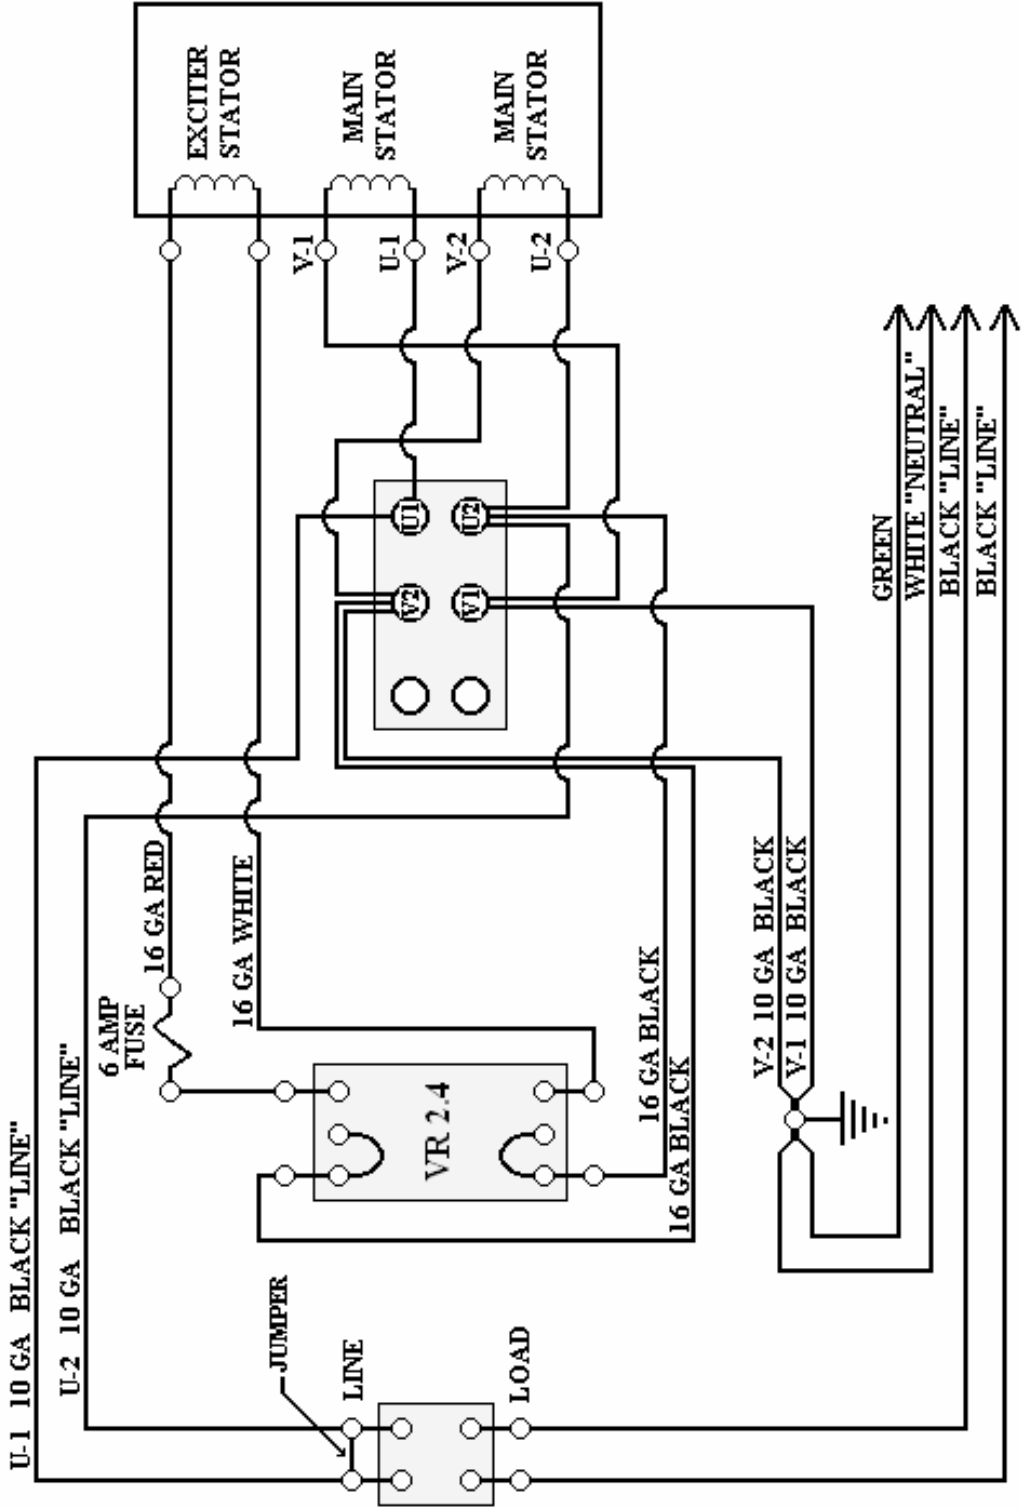 EXCITER
STATOR
MAIN
STATOR
MAIN
STATOR
V-1
U-1
V-2
U-2
U1
U2
V2
V1
GREEN
WHITE "NEUTRAL"
BLACK "LINE"
BLACK "LINE"
16 GA RED
16 GA WHITE
6 AMP
FUSE
VR 2.4
16 GA BLACK
16 GA BLACK
V-2 10 GA BLACK
V-1 10 GA BLACK
U-1 10 GA BLACK "LINE"
U-2 10 GA BLACK "LINE"
JUMPER
LINE
LOAD